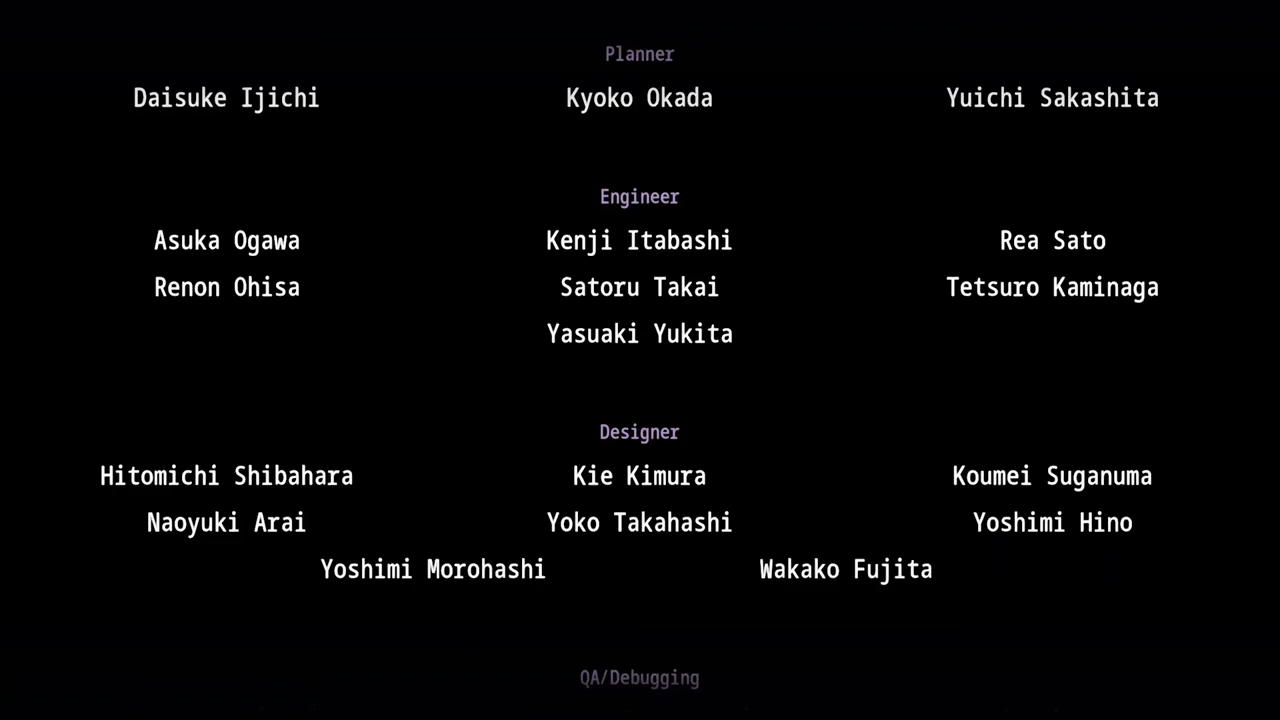 Planner
Daisuke Ijichi Kyoko Okada Yuichi Sakashita
Engineer
Asuka Ogawa Kenji Itabashi Rea Sato
Renon Ohisa Satoru Takai Tetsuro Kaminaga
Yasuaki Yukita
Designer
Hitomichi Shibahara Kie Kimura Koumei Suganuma
Naoyuki Arai Yoko Takahashi Yoshimi Hino
Yoshimi Morohashi Wakako Fujita
QA/Debugging